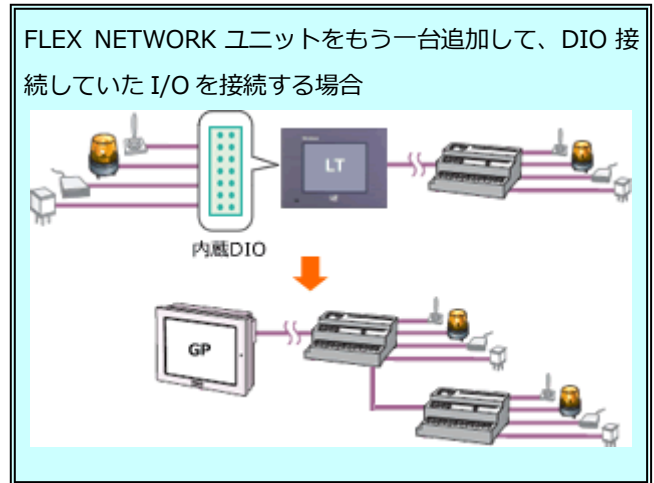 FLEX NETWORK ユニットをもう一台追加して、DIO 接
続していた I/O を接続する場合
LT
内蔵DIO
GP